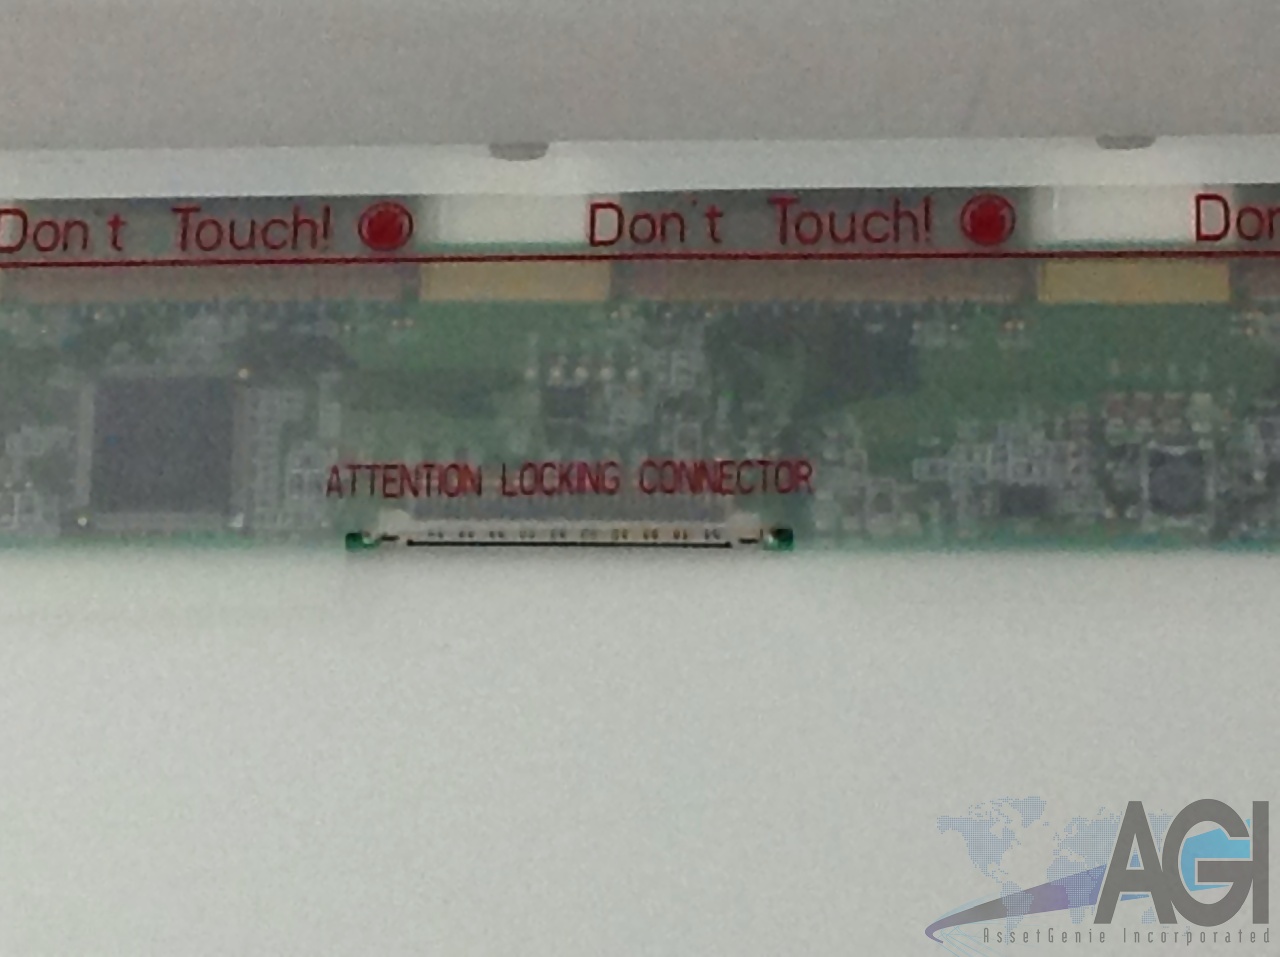 Don't Touch! Don't Touch! Don
ATTENTION LOCKING CONNECTOR
AGI
AssetGenie Incorporated